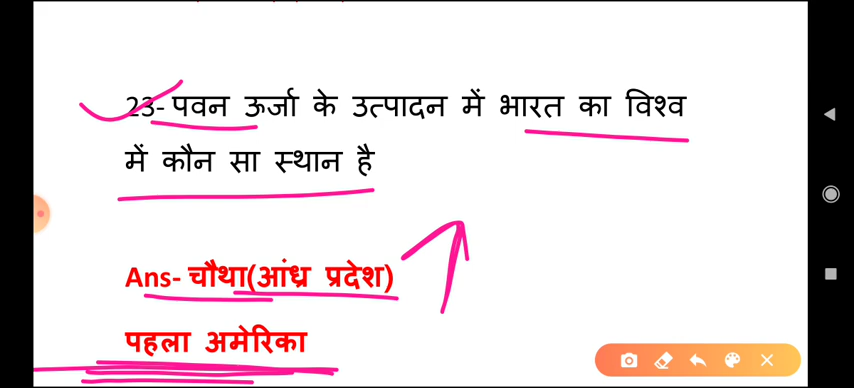 23- पवन ऊर्जा के उत्पादन में भारत का विश्व
में कौन सा स्थान है
Ans- चौथा(आंध्र प्रदेश)
पहला अमेरिका